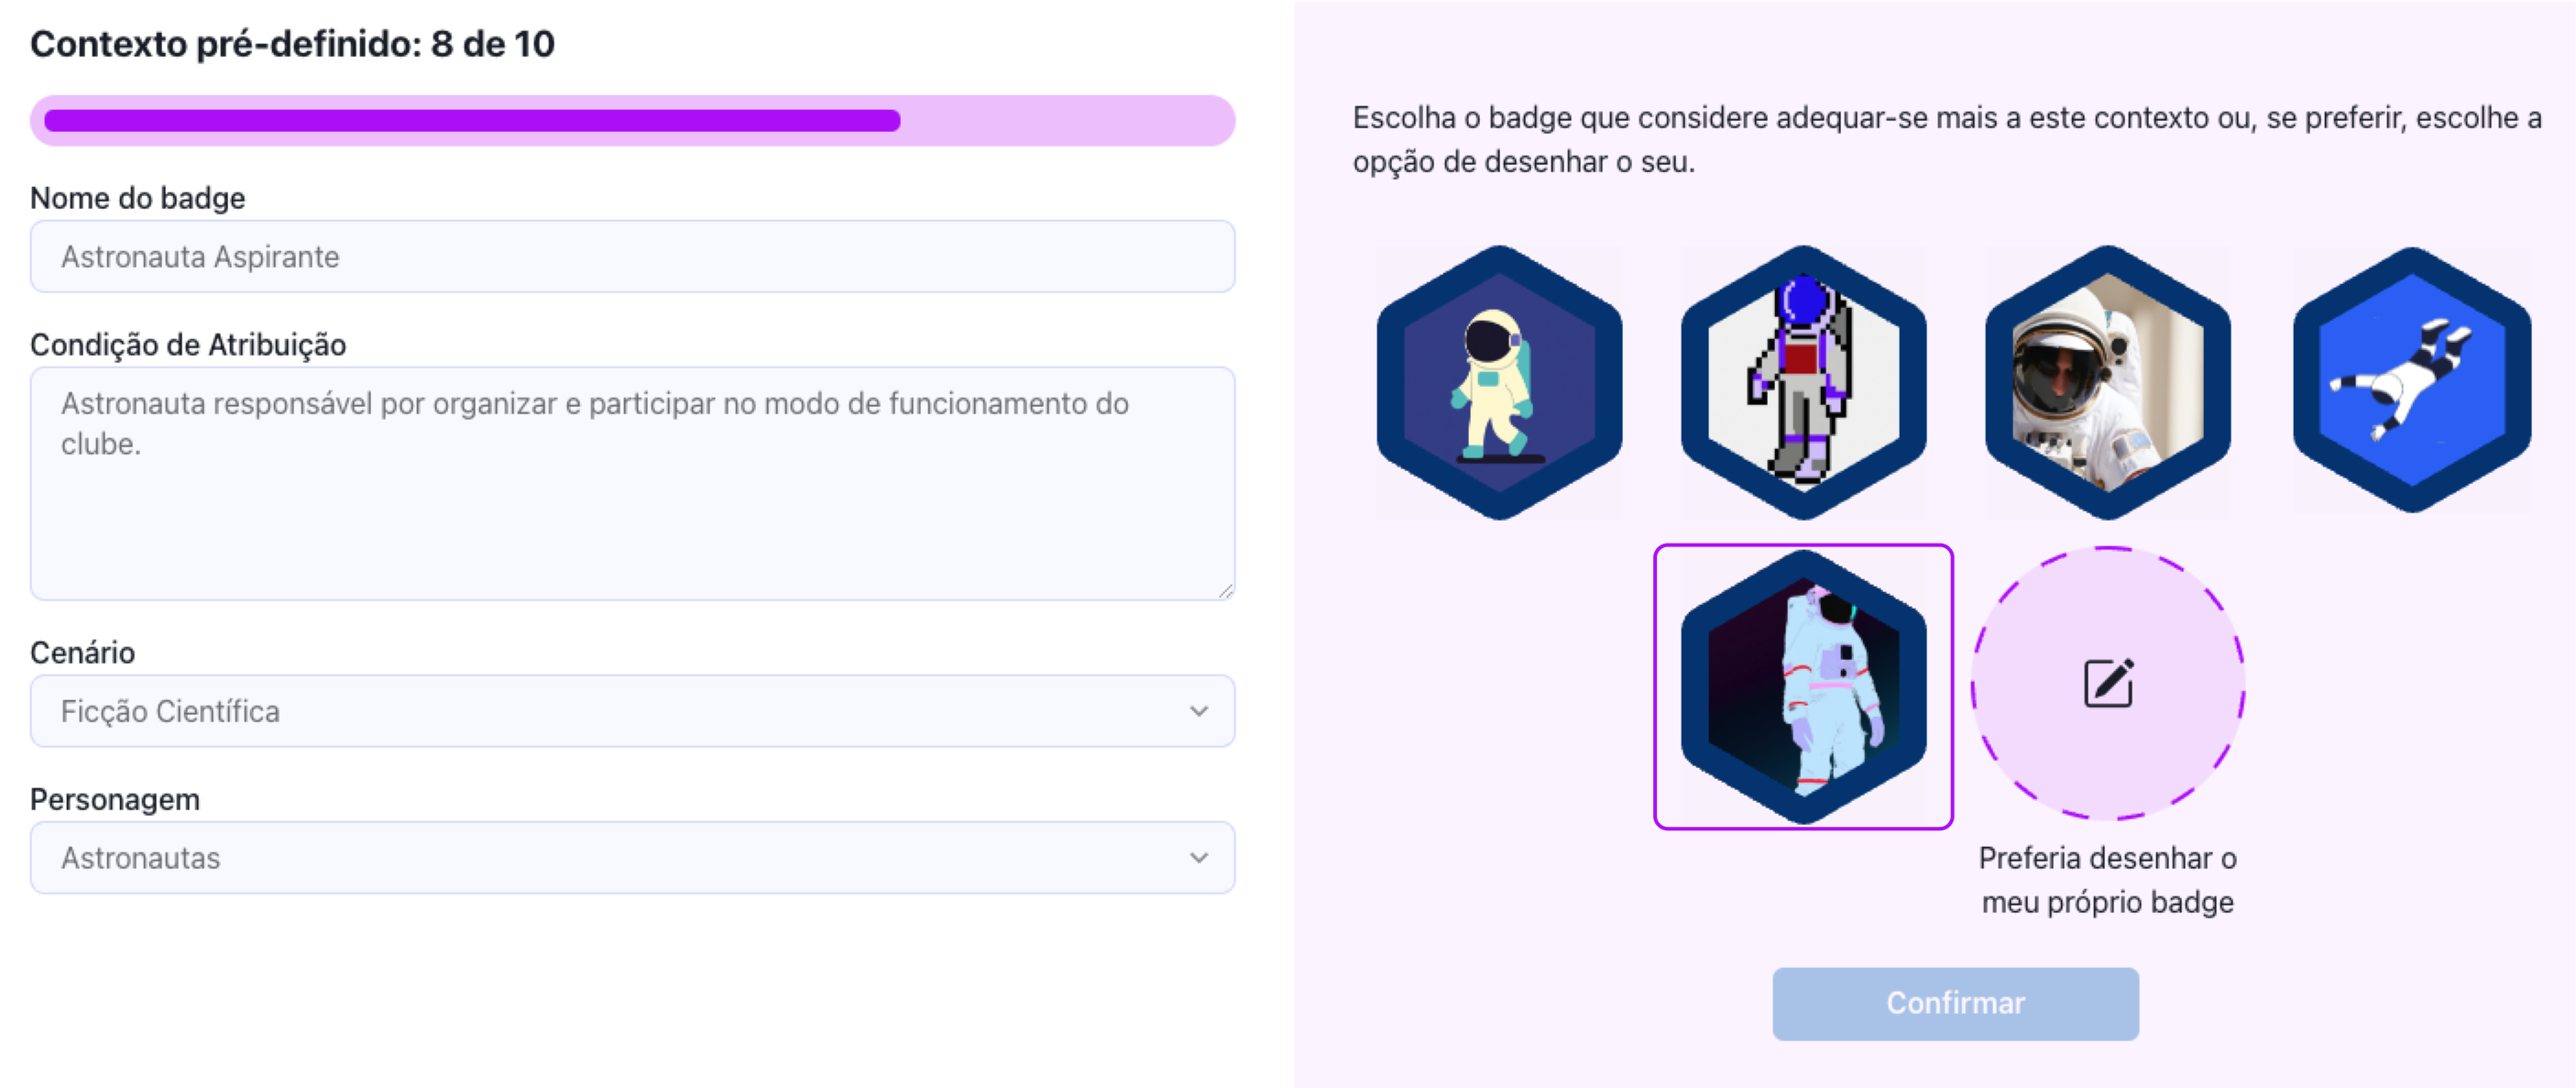 Contexto pré-definido: 8 de 10
Nome do badge
Astronauta Aspirante
Condição de Atribuição
Astronauta responsável por organizar e participar no modo de funcionamento do
clube.
Cenário
Ficção Científica
Personagem
Astronautas
Escolha o badge que considere adequar-se mais a este contexto ou, se preferir, escolhe a
opção de desenhar o seu.
Preferia desenhar o
meu próprio badge
Confirmar